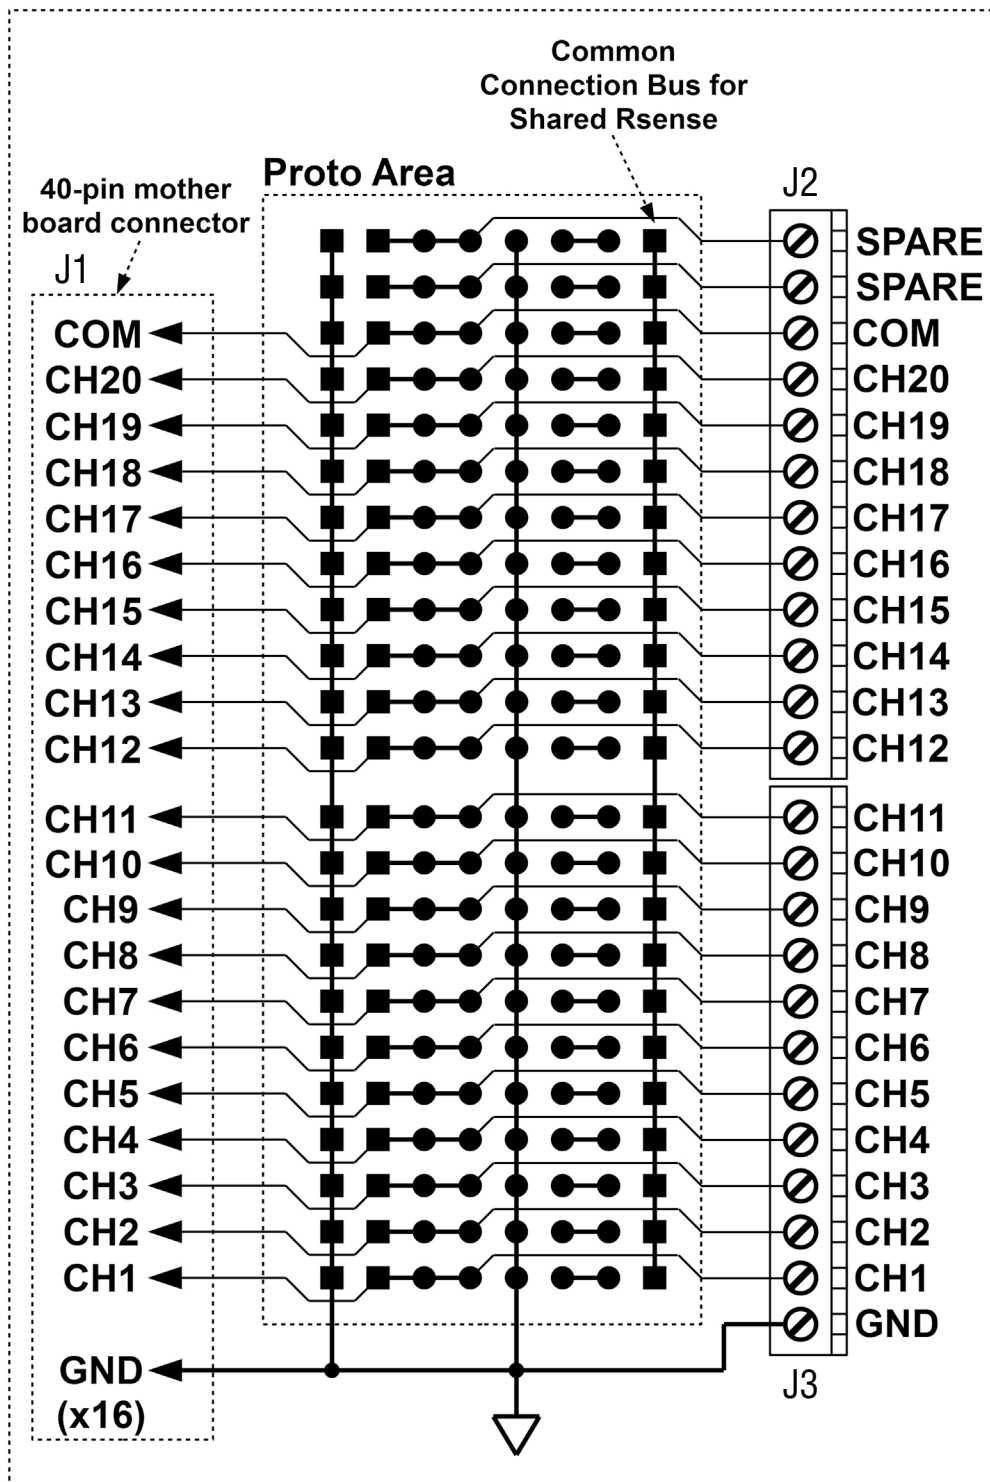 Common
Connection Bus for
Shared Rsense
Proto Area
40-pin mother
board connector
J1
J2
SPARE
SPARE
COM
COM
CH20
CH20
CH19
CH19
CH18
CH18
CH17
CH17
CH16
CH16
CH15
CH15
CH14
CH14
CH13
CH13
CH12
CH12
CH11
CH11
CH10
CH10
CH9
CH9
CH8
CH8
CH7
CH7
CH6
CH6
CH5
CH5
CH4
CH4
CH3
CH3
CH2
CH2
CH1
CH1
GND
GND
(x16)
J3